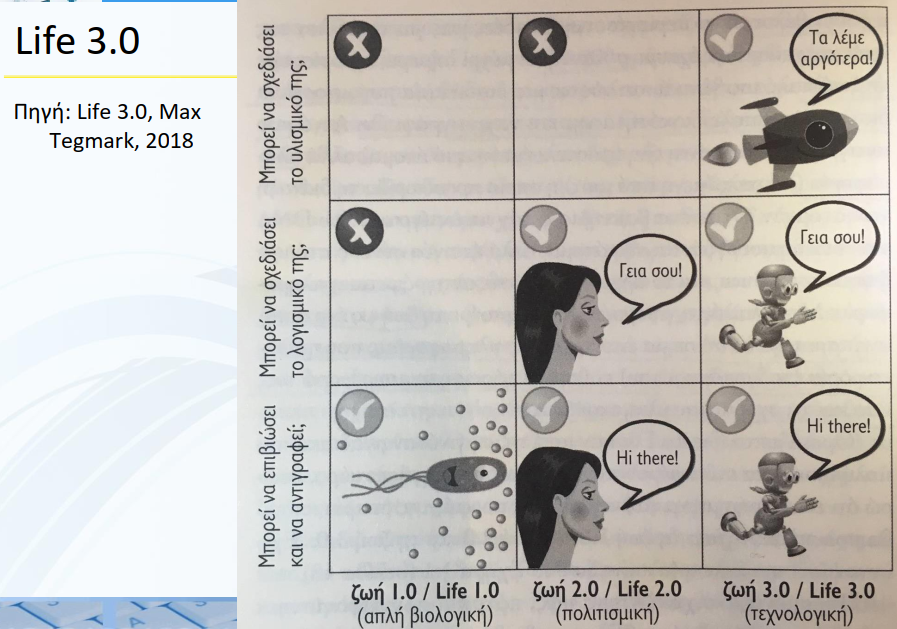 Life 3.0
Πηγή: Life 3.0, Max
Tegmark, 2018
Μπορεί να σχεδιάσει
το υλισμικό της;
Τα λέμε
αργότερα!
Μπορεί να σχεδιάσει
το λογισμικό της;
Γεια σου!
Γεια σου!
Μπορεί να επιβιώσει
και να αντιγραφεί;
Hi there!
Hi there!
ζωή 1.0 / Life 1.0
(απλή βιολογική)
ζωή 2.0 / Life 2.0
(πολιτισμική)
ζωή 3.0 / Life 3.0
(τεχνολογική)